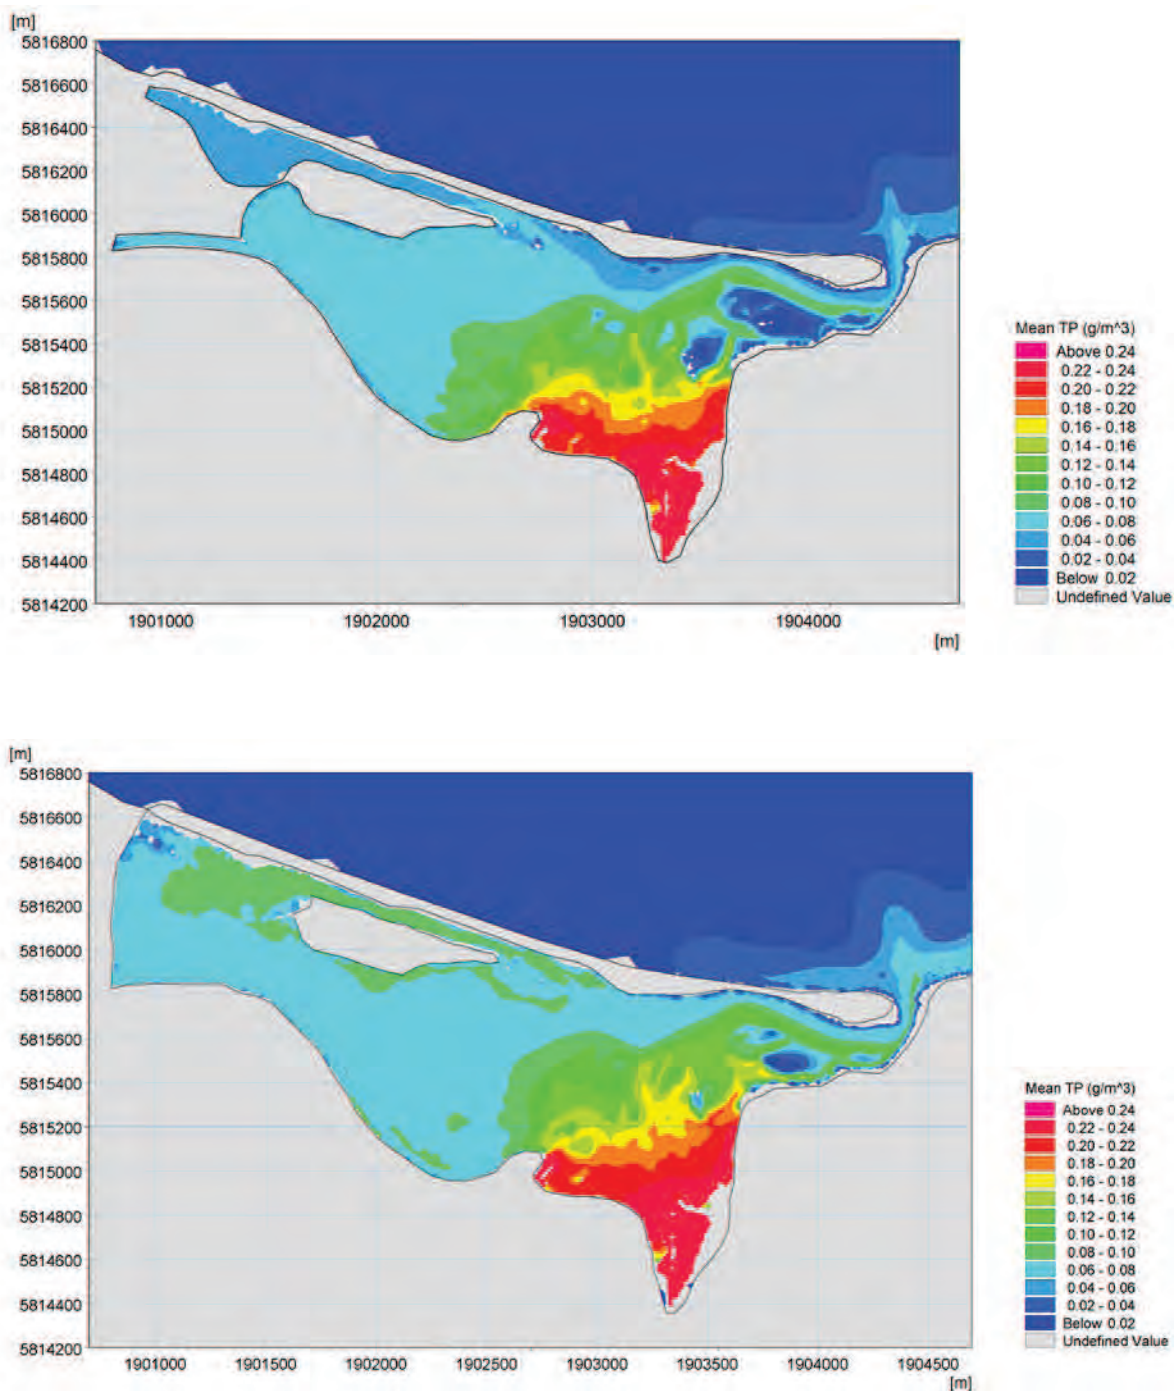 [m]
5816800
5816600
5816400
5816200
5816000
5815800
5815600
5815400
5815200
5815000
5814800
5814600
5814400
5814200
1901000 1902000 1903000 1904000
[m]
Mean TP (g/m^3)
Above 0.24
0.22 - 0.24
0.20 - 0.22
0.18 - 0.20
0.16 - 0.18
0.14 - 0.16
0.12 - 0.14
0.10 - 0.12
0.08 - 0.10
0.06 - 0.08
0.04 - 0.06
0.02 - 0.04
Below 0.02
Undefined Value
[m]
5816800
5816600
5816400
5816200
5816000
5815800
5815600
5815400
5815200
5815000
5814800
5814600
5814400
5814200
1901000 1901500 1902000 1902500 1903000 1903500 1904000 1904500
[m]
Mean TP (g/m^3)
Above 0.24
0.22 - 0.24
0.20 - 0.22
0.18 - 0.20
0.16 - 0.18
0.14 - 0.16
0.12 - 0.14
0.10 - 0.12
0.08 - 0.10
0.06 - 0.08
0.04 - 0.06
0.02 - 0.04
Below 0.02
Undefined Value